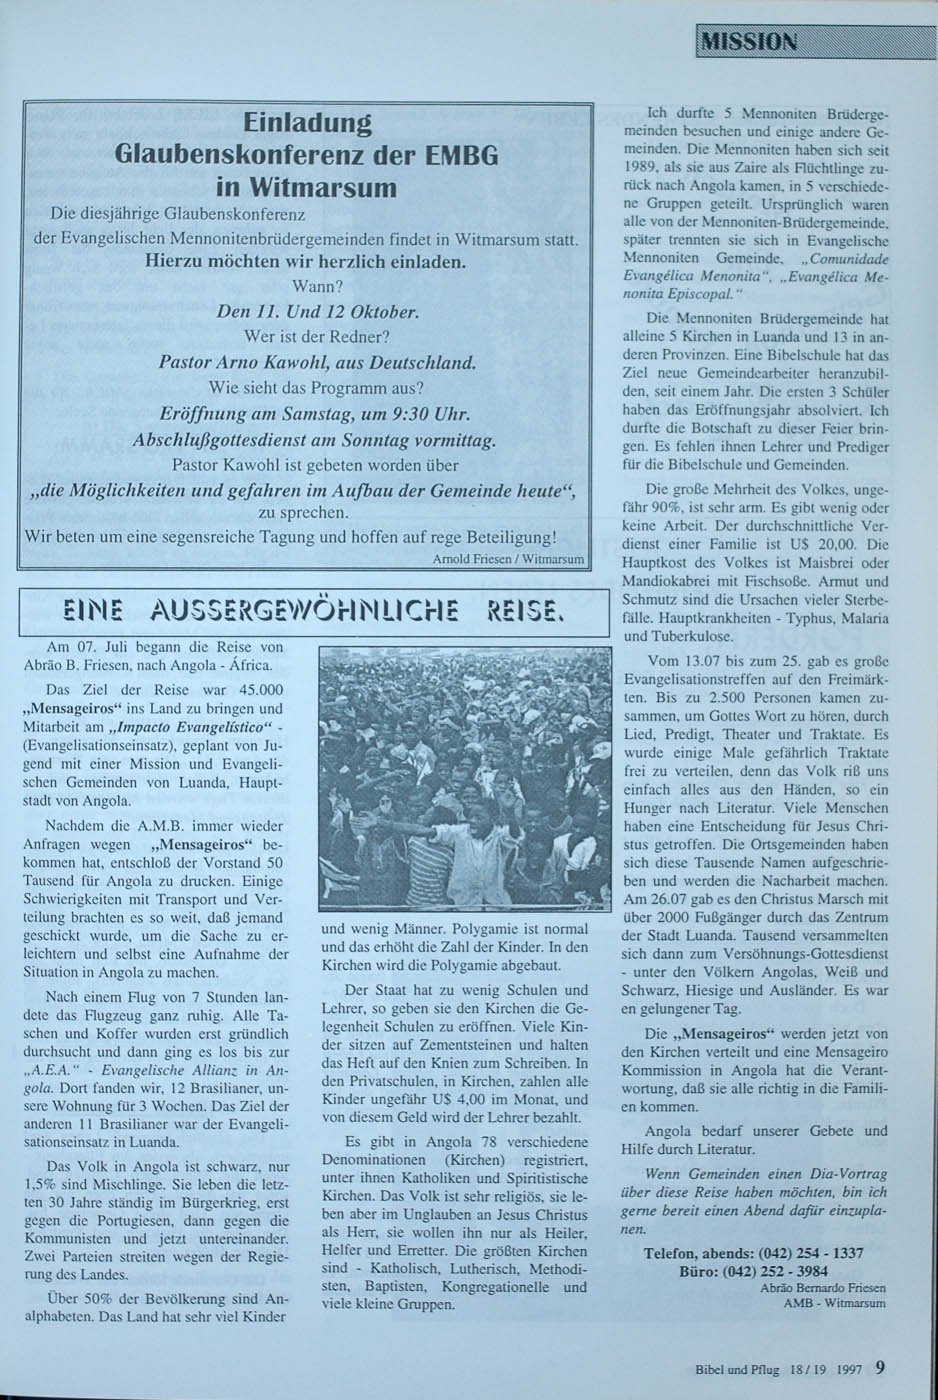 MISSION
Einladung
Glaubenskonferenz der EMBG
in Witmarsum
Die diesjährige Glaubenskonferenz
der Evangelischen Mennonitenbrüdergemeinden findet in Witmarsum statt.
Hierzu möchten wir herzlich einladen.
Wann?
Den 11. Und 12 Oktober.
Wer ist der Redner?
Pastor Arno Kawohl, aus Deutschland.
Wie sieht das Programm aus?
Eröffnung am Samstag, um 9:30 Uhr.
Abschlußgottesdienst am Sonntag vormittag.
Pastor Kawohl ist gebeten worden über
„die Möglichkeiten und gefahren im Aufbau der Gemeinde heute“,
zu sprechen.
Wir beten um eine segensreiche Tagung und hoffen auf rege Beteiligung!
Arnold Friesen / Witmarsum
EINE AUSSERGEWÖHNLICHE REISE.
Am 07. Juli begann die Reise von
Abrão B. Friesen, nach Angola - África.
Das Ziel der Reise war 45.000
„Mensageiros“ ins Land zu bringen und
Mitarbeit am „Impacto Evangelístico“ -
(Evangelisationseinsatz), geplant von Ju-
gend mit einer Mission und Evangeli-
schen Gemeinden von Luanda, Haupt-
stadt von Angola.
Nachdem die A.M.B. immer wieder
Anfragen wegen „Mensageiros“ be-
kommen hat, entschloß der Vorstand 50
Tausend für Angola zu drucken. Einige
Schwierigkeiten mit Transport und Ver-
teilung brachten es so weit, daß jemand
geschickt wurde, um die Sache zu er-
leichtern und selbst eine Aufnahme der
Situation in Angola zu machen.
Nach einem Flug von 7 Stunden lan-
dete das Flugzeug ganz ruhig. Alle Ta-
schen und Koffer wurden erst gründlich
durchsucht und dann ging es los bis zur
„A.E.A.“ - Evangelische Allianz in An-
gola. Dort fanden wir, 12 Brasilianer, un-
sere Wohnung für 3 Wochen. Das Ziel der
anderen 11 Brasilianer war der Evangeli-
sationseinsatz in Luanda.
Das Volk in Angola ist schwarz, nur
1,5% sind Mischlinge. Sie leben die letz-
ten 30 Jahre ständig im Bürgerkrieg, erst
gegen die Portugiesen, dann gegen die
Kommunisten und jetzt untereinander.
Zwei Parteien streiten wegen der Regie-
rung des Landes.
Über 50% der Bevölkerung sind An-
alphabeten. Das Land hat sehr viel Kinder
und wenig Männer. Polygamie ist normal
und das erhöht die Zahl der Kinder. In den
Kirchen wird die Polygamie abgebaut.
Der Staat hat zu wenig Schulen und
Lehrer, so geben sie den Kirchen die Ge-
legenheit Schulen zu eröffnen. Viele Kin-
der sitzen auf Zementsteinen und halten
das Heft auf den Knien zum Schreiben. In
den Privatschulen, in Kirchen, zahlen alle
Kinder ungefähr U$ 4,00 im Monat, und
von diesem Geld wird der Lehrer bezahlt.
Es gibt in Angola 78 verschiedene
Denominationen (Kirchen) registriert,
unter ihnen Katholiken und Spiritistische
Kirchen. Das Volk ist sehr religiös, sie le-
ben aber im Unglauben an Jesus Christus
als Herr, sie wollen ihn nur als Heiler,
Helfer und Erretter. Die größten Kirchen
sind - Katholisch, Lutherisch, Methodi-
sten, Baptisten, Kongregationelle und
viele kleine Gruppen.
Ich durfte 5 Mennoniten Brüderge-
meinden besuchen und einige andere Ge-
meinden. Die Mennoniten haben sich seit
1989, als sie aus Zaire als Flüchtlinge zu-
rück nach Angola kamen, in 5 verschiede-
ne Gruppen geteilt. Ursprünglich waren
alle von der Mennoniten-Brüdergemeinde,
später trennten sie sich in Evangelische
Mennoniten Gemeinde, „Comunidade
Evangélica Menonita“, „Evangélica Me-
nonita Episcopal.“
Die Mennoniten Brüdergemeinde hat
alleine 5 Kirchen in Luanda und 13 in an-
deren Provinzen. Eine Bibelschule hat das
Ziel neue Gemeindearbeiter heranzubil-
den, seit einem Jahr. Die ersten 3 Schüler
haben das Eröffnungsjahr absolviert. Ich
durfte die Botschaft zu dieser Feier brin-
gen. Es fehlen ihnen Lehrer und Prediger
für die Bibelschule und Gemeinden.
Die große Mehrheit des Volkes, unge-
fähr 90%, ist sehr arm. Es gibt wenig oder
keine Arbeit. Der durchschnittliche Ver-
dienst einer Familie ist U$ 20,00. Die
Hauptkost des Volkes ist Maisbrei oder
Mandiokabrei mit Fischsoße. Armut und
Schmutz sind die Ursachen vieler Sterbe-
fälle. Hauptkrankheiten - Typhus, Malaria
und Tuberkulose.
Vom 13.07 bis zum 25. gab es große
Evangelisationstreffen auf den Freimärk-
ten. Bis zu 2.500 Personen kamen zu-
sammen, um Gottes Wort zu hören, durch
Lied, Predigt, Theater und Traktate. Es
wurde einige Male gefährlich Traktate
frei zu verteilen, denn das Volk riß uns
einfach alles aus den Händen, so ein
Hunger nach Literatur. Viele Menschen
haben eine Entscheidung für Jesus Chri-
stus getroffen. Die Ortsgemeinden haben
sich diese Tausende Namen aufgeschrie-
ben und werden die Nacharbeit machen.
Am 26.07 gab es den Christus Marsch mit
über 2000 Fußgänger durch das Zentrum
der Stadt Luanda. Tausend versammelten
sich dann zum Versöhnungs-Gottesdienst
- unter den Völkern Angolas, Weiß und
Schwarz, Hiesige und Ausländer. Es war
en gelungener Tag.
Die „Mensageiros“ werden jetzt von
den Kirchen verteilt und eine Mensageiro
Kommission in Angola hat die Verant-
wortung, daß sie alle richtig in die Famili-
en kommen.
Angola bedarf unserer Gebete und
Hilfe durch Literatur.
Wenn Gemeinden einen Dia-Vortrag
über diese Reise haben möchten, bin ich
gerne bereit einen Abend dafür einzupla-
nen.
Telefon, abends: (042) 254 - 1337
Büro: (042) 252 - 3984
Abrão Bernardo Friesen
AMB - Witmarsum
Bibel und Pflug 18 / 19 1997 9